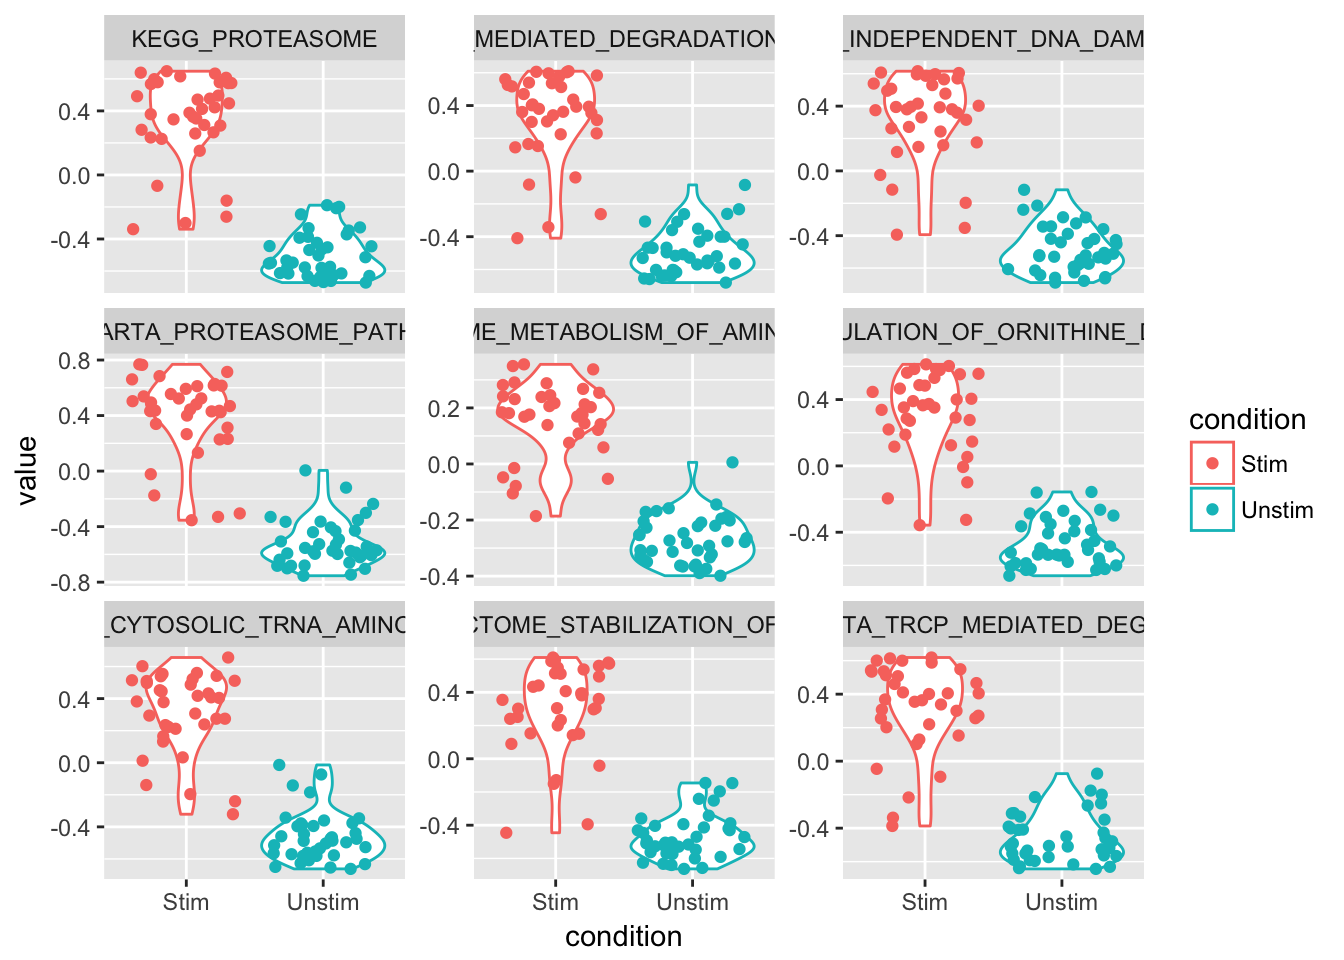 KEGG_PROTEASOME
_MEDIATED_DEGRADATION
_INDEPENDENT_DNA_DAM
0.4
0.0
-0.4
0.4
0.0
-0.4
0.4
0.0
-0.4
ARTA_PROTEASOME_PATH
ME_METABOLISM_OF_AMIN
ULATION_OF_ORNITHINE_D
0.8
0.4
0.0
-0.4
-0.8
0.2
0.0
-0.2
-0.4
0.4
0.0
-0.4
_CYTOSOLIC_TRNA_AMINO
CTOME_STABILIZATION_OF
TA_TRCP_MEDIATED_DEG
0.4
0.0
-0.4
0.4
0.0
-0.4
0.4
0.0
-0.4
Stim Unstim
Stim Unstim
Stim Unstim
condition
value
condition
Stim
Unstim